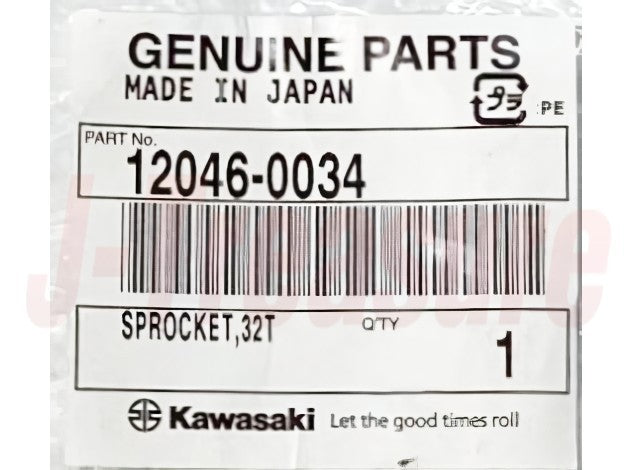 GENUINE PARTS
MADE IN JAPAN
プラ PE
PART No.
12046-0034
J-Treasure
SPROCKET,32T Q'TY 1
Kawasaki Let the good times roll